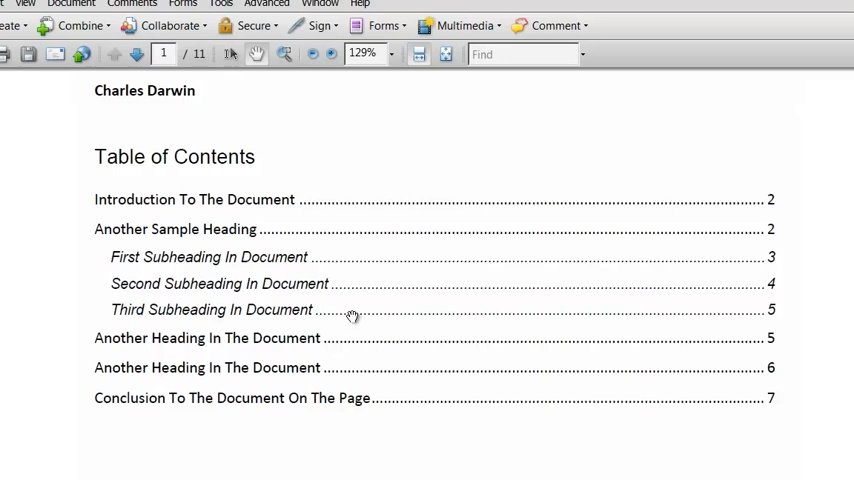 View Document Comments Forms Tools Advanced Window Help
eate Combine Collaborate Secure Sign Forms Multimedia Comment
1 / 11 129% Find
Charles Darwin
Table of Contents
Introduction To The Document ........................................ 2
Another Sample Heading ........................................ 2
First Subheading In Document ........................................ 3
Second Subheading In Document ........................................ 4
Third Subheading In Document ........................................ 5
Another Heading In The Document ........................................ 5
Another Heading In The Document ........................................ 6
Conclusion To The Document On The Page ........................................ 7